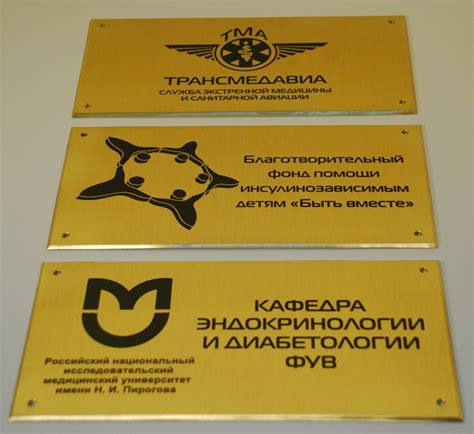 ТМА
ТРАНСМЕДАВИА
СЛУЖБА ЭКСТРЕННОЙ МЕДИЦИНЫ
И САНИТАРНОЙ АВИАЦИИ
Благотворительный
фонд помощи
инсулинозависимым
детям «Быть вместе»
КАФЕДРА
ЭНДОКРИНОЛОГИИ
И ДИАБЕТОЛОГИИ
ФУВ
Российский национальный
исследовательский
медицинский университет
имени Н. И. Пирогова